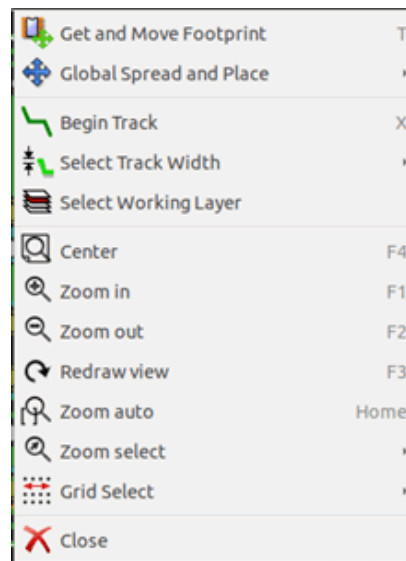 Get and Move Footprint T
Global Spread and Place
Begin Track X
Select Track Width
Select Working Layer
Center F4
Zoom in F1
Zoom out F2
Redraw view F3
Zoom auto Home
Zoom select
Grid Select
Close